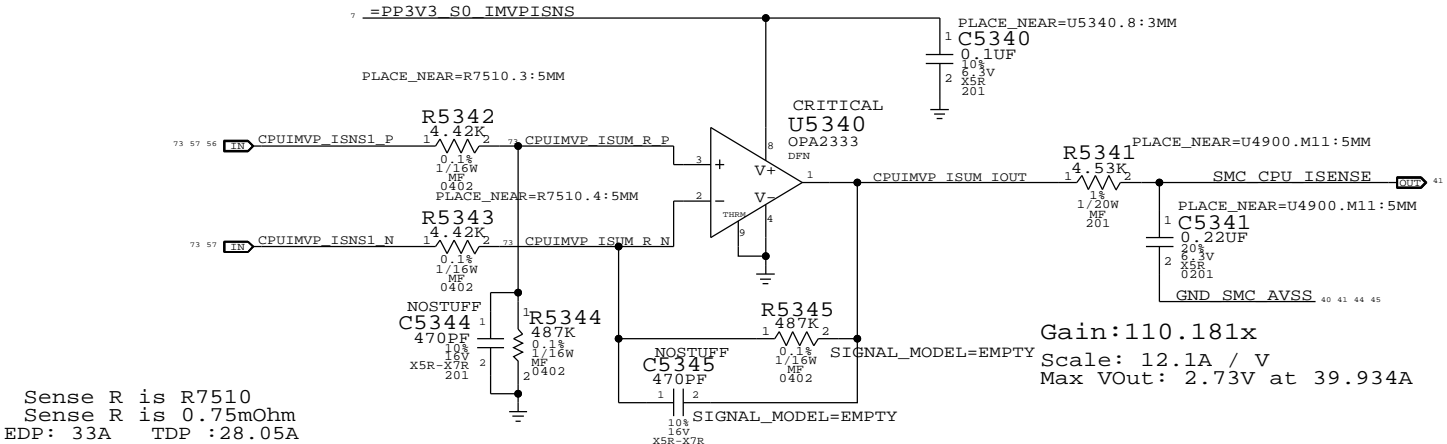 7 =PP3V3_S0_IMVPISNS
PLACE_NEAR=U5340.8:3MM
1
C5340
0.1UF
10%
6.3V
X5R
201
2
PLACE_NEAR=R7510.3:5MM
CRITICAL
U5340
OPA2333
DFN
8
3
+
V+
1
2
−
V-
THRM
9
4
R5342
4.42K
1
2
0.1%
1/16W
MF
0402
73 57 56 IN CPUIMVP_ISNS1_P
73 CPUIMVP_ISUM_R_P
PLACE_NEAR=R7510.4:5MM
R5343
4.42K
1
2
0.1%
1/16W
MF
0402
73 57 IN CPUIMVP_ISNS1_N
73 CPUIMVP_ISUM_R_N
CPUIMVP_ISUM_IOUT
PLACE_NEAR=U4900.M11:5MM
R5341
4.53K
1
2
1%
1/20W
MF
201
SMC_CPU_ISENSE
OUT 41
PLACE_NEAR=U4900.M11:5MM
1
C5341
0.22UF
20%
6.3V
X5R
0201
2
GND_SMC_AVSS 40 41 44 45
NOSTUFF
C5344
1
470PF
10%
16V
X5R-X7R
201
2
1
R5344
487K
0.1%
1/16W
MF
0402
2
R5345
487K
1
2
0.1%
1/16W
MF
0402
SIGNAL_MODEL=EMPTY
NOSTUFF
C5345
470PF
1
2
10%
16V
X5R-X7R
SIGNAL_MODEL=EMPTY
Gain:110.181x
Scale: 12.1A / V
Max VOut: 2.73V at 39.934A
Sense R is R7510
Sense R is 0.75mOhm
EDP: 33A TDP :28.05A